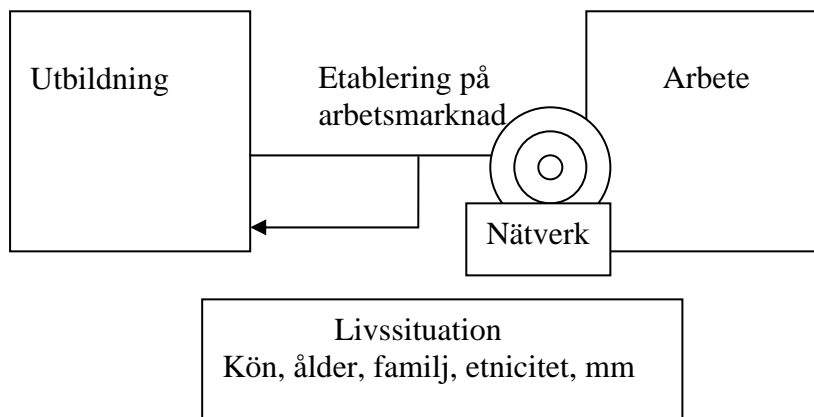 Utbildning
Etablering på
arbetsmarknad
Arbete
Nätverk
Livssituation
Kön, ålder, familj, etnicitet, mm